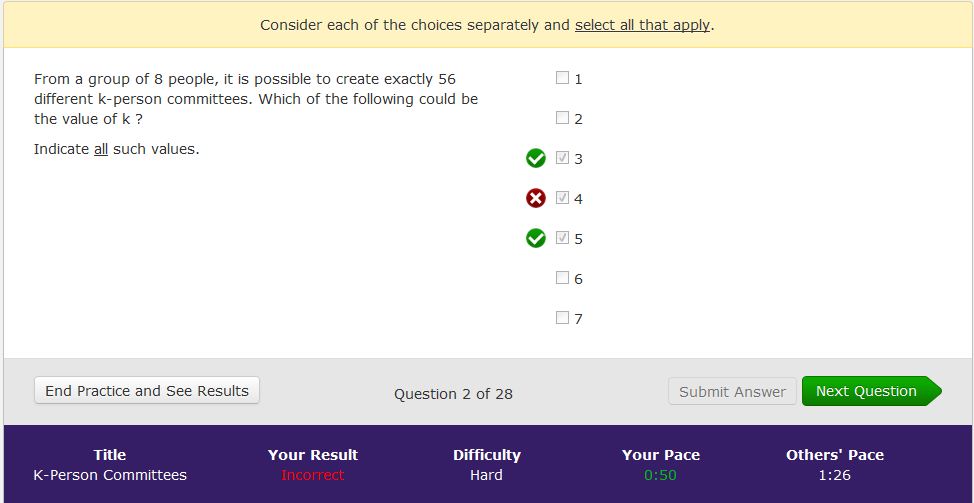 Consider each of the choices separately and select all that apply.
From a group of 8 people, it is possible to create exactly 56
different k-person committees. Which of the following could be
the value of k ?
Indicate all such values.
1
2
3
4
5
6
7
End Practice and See Results
Question 2 of 28
Submit Answer
Next Question
Title
Your Result
Difficulty
Your Pace
Others' Pace
K-Person Committees
Incorrect
Hard
0:50
1:26